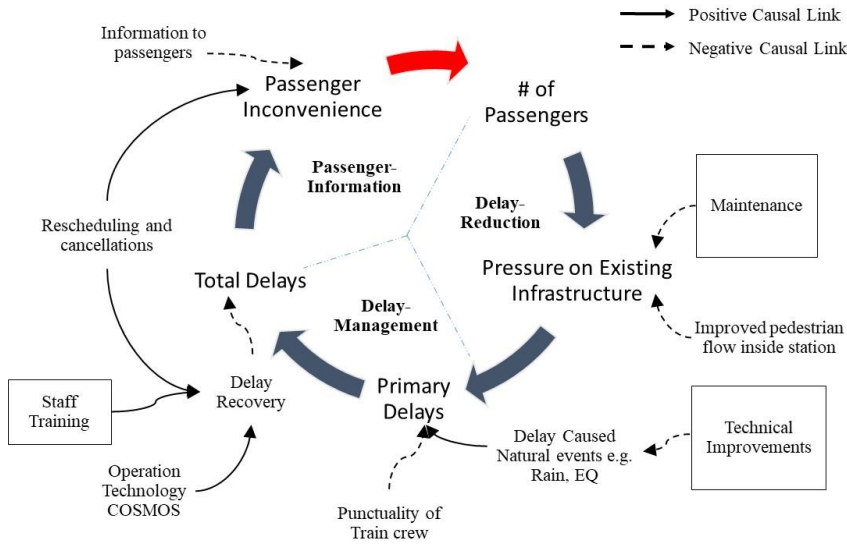 Information to
passengers
Positive Causal Link
Negative Causal Link
Passenger
Inconvenience
# of
Passengers
Passenger-
Information
Delay-
Reduction
Maintenance
Rescheduling and
cancellations
Total Delays
Pressure on Existing
Infrastructure
Delay-
Management
Improved pedestrian
flow inside station
Staff
Training
Delay
Recovery
Primary
Delays
Technical
Improvements
Delay Caused
Natural events e.g.
Rain, EQ
Operation
Technology
COSMOS
Punctuality of
Train crew